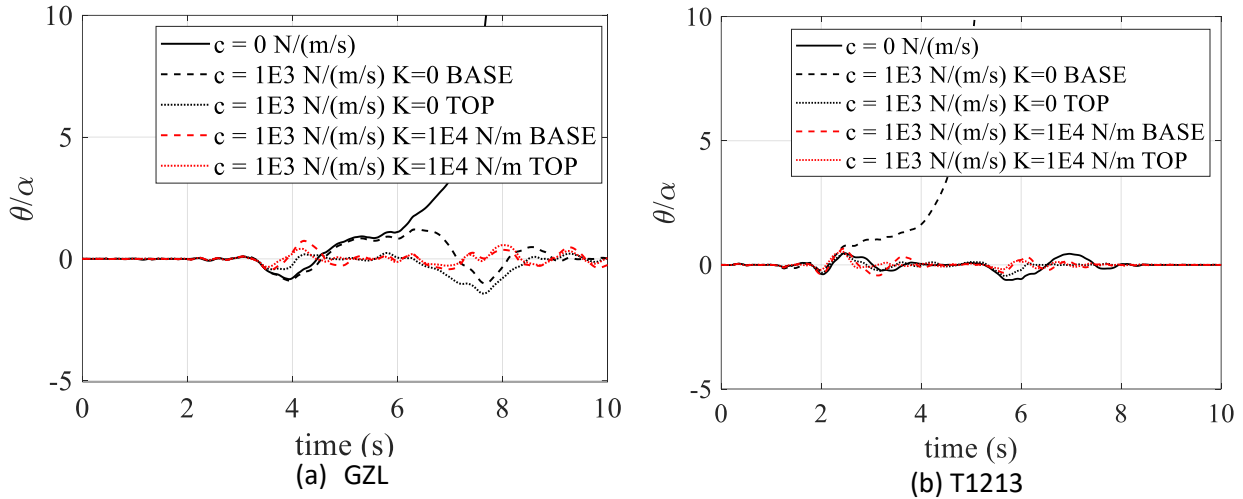 10
5
0
-5
θ/α
c = 0 N/(m/s)
c = 1E3 N/(m/s) K=0 BASE
c = 1E3 N/(m/s) K=0 TOP
c = 1E3 N/(m/s) K=1E4 N/m BASE
c = 1E3 N/(m/s) K=1E4 N/m TOP
0 2 4 6 8 10
time (s)
(a) GZL
10
5
0
-5
θ/α
c = 0 N/(m/s)
c = 1E3 N/(m/s) K=0 BASE
c = 1E3 N/(m/s) K=0 TOP
c = 1E3 N/(m/s) K=1E4 N/m BASE
c = 1E3 N/(m/s) K=1E4 N/m TOP
0 2 4 6 8 10
time (s)
(b) T1213